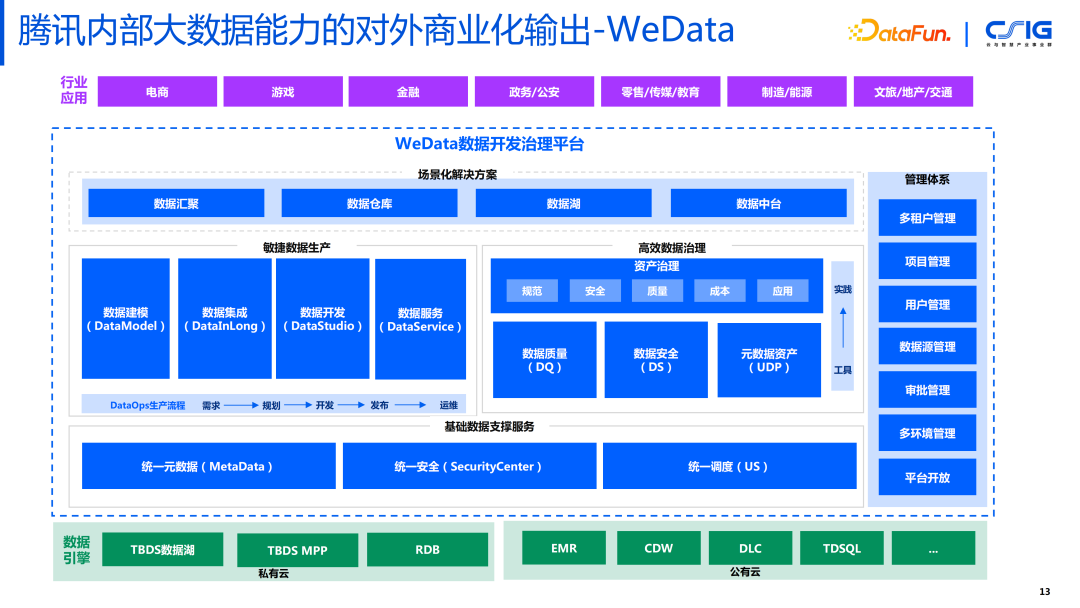 腾讯内部大数据能力的对外商业化输出-WeData
DataFun.
CSIG
云与智慧产业事业群
行业
应用
电商
游戏
金融
政务/公安
零售/传媒/教育
制造/能源
文旅/地产/交通
WeData数据开发治理平台
场景化解决方案
数据汇聚
数据仓库
数据湖
数据中台
敏捷数据生产
数据建模
（DataModel）
数据集成
（DataInLong）
数据开发
（DataStudio）
数据服务
（DataService）
DataOps生产流程
需求
规划
开发
发布
运维
高效数据治理
资产治理
规范
安全
质量
成本
应用
数据质量
（DQ）
数据安全
（DS）
元数据资产
（UDP）
实践
工具
基础数据支撑服务
统一元数据（MetaData）
统一安全（SecurityCenter）
统一调度（US）
管理体系
多租户管理
项目管理
用户管理
数据源管理
审批管理
多环境管理
平台开放
数据
引擎
TBDS数据湖
TBDS MPP
RDB
私有云
EMR
CDW
DLC
TDSQL
...
公有云
13